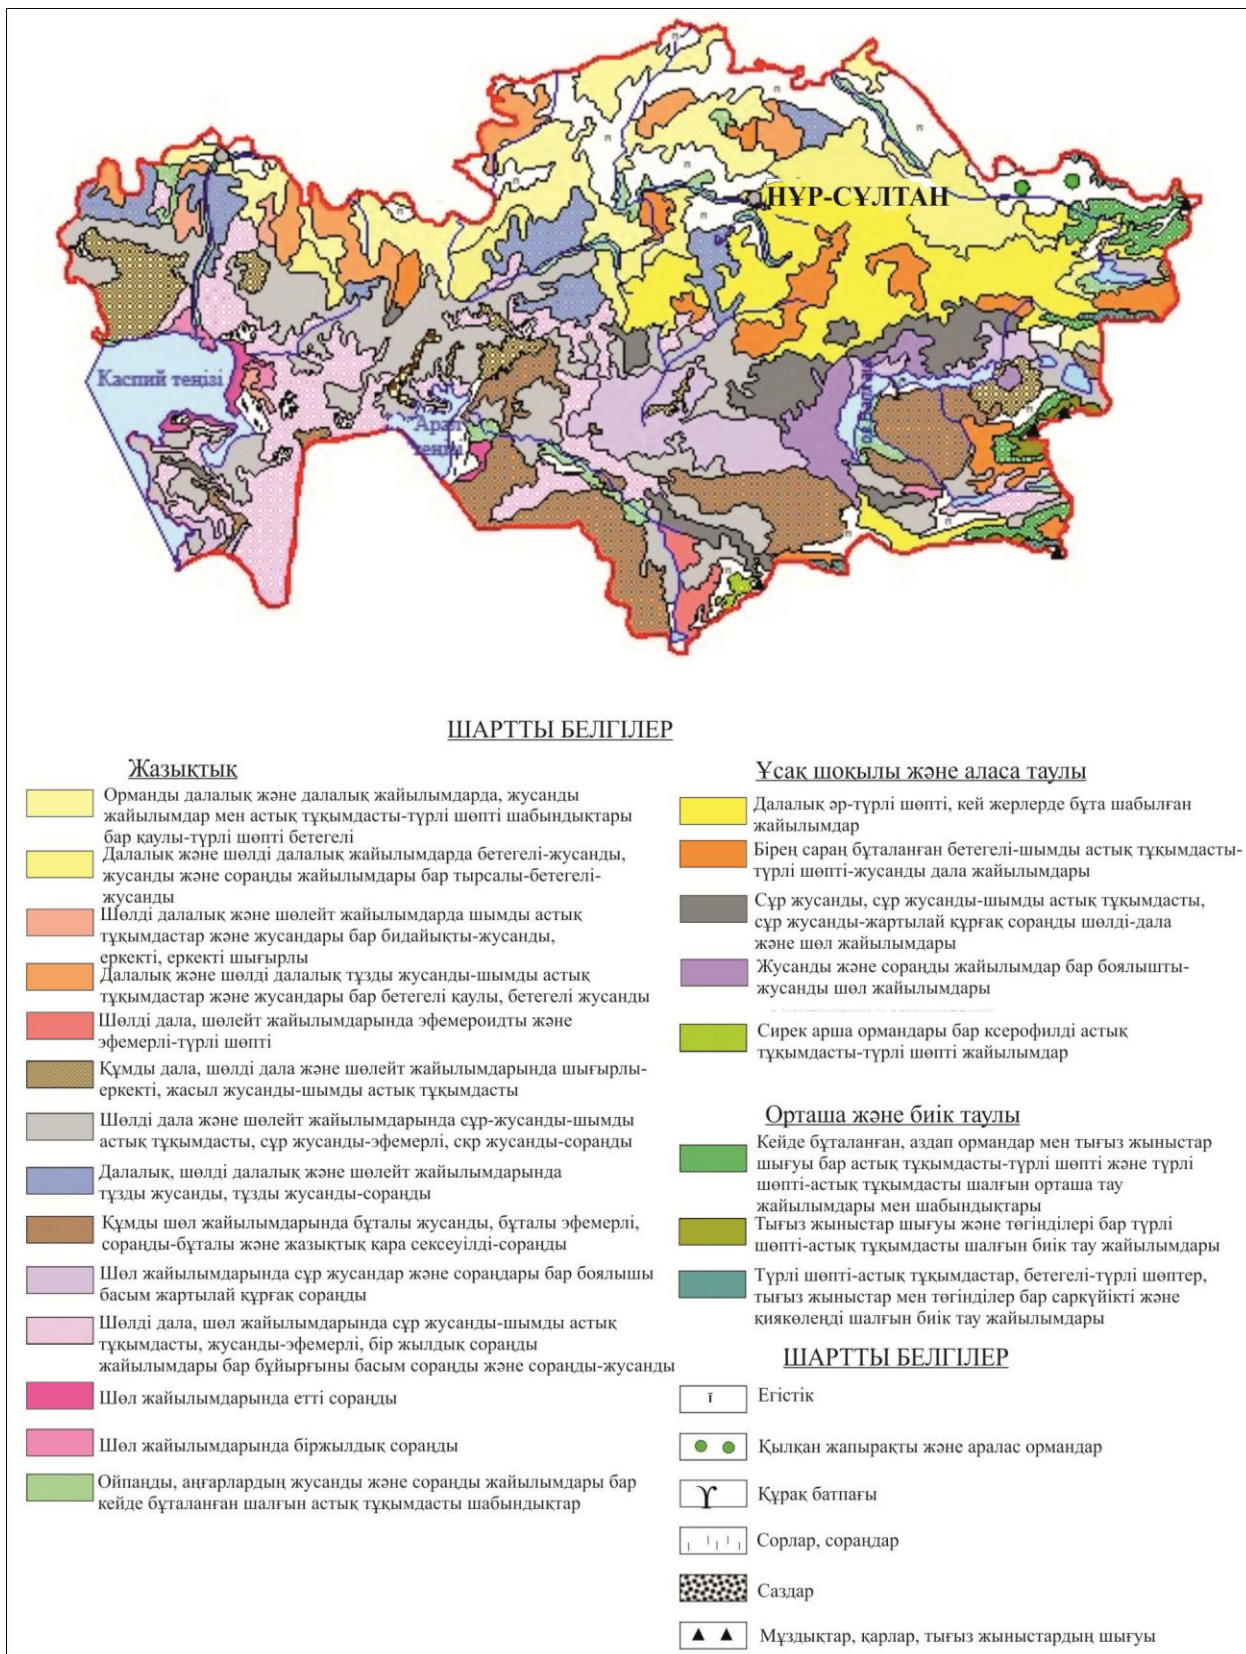 НҰР-СҰЛТАН
Каспий теңізі
Арал
теңізі
ШАРТТЫ БЕЛГІЛЕР
Жазықтық
Орманды далалық және далалық жайылымдарда, жусанды
жайылымдар мен астық тұқымдасты-түрлі шөпті шабындықтары
бар қаулы-түрлі шөпті бетегелі
Далалық және шөлді далалық жайылымдарда бетегелі-жусанды,
жусанды және сораңды жайылымдары бар тырсалы-бетегелі-
жусанды
Шөлді далалық және шөлейт жайылымдарда шымды астық
тұқымдастар және жусандары бар бидайықты-жусанды,
еркекті, еркекті шығырлы
Далалық және шөлді далалық тұзды жусанды-шымды астық
тұқымдастар және жусандары бар бетегелі қаулы, бетегелі жусанды
Шөлді дала, шөлейт жайылымдарында эфемероидты және
эфемерлі-түрлі шөпті
Құмды дала, шөлді дала және шөлейт жайылымдарында шығырлы-
еркекті, жасыл жусанды-шымды астық тұқымдасты
Шөлді дала және шөлейт жайылымдарында сұр-жусанды-шымды
астық тұқымдасты, сұр жусанды-эфемерлі, скр жусанды-сораңды
Далалық, шөлді далалық және шөлейт жайылымдарында
тұзды жусанды, тұзды жусанды-сораңды
Құмды шөл жайылымдарында бұталы жусанды, бұталы эфемерлі,
сораңды-бұталы және жазықтық қара сексеуілді-сораңды
Шөл жайылымдарында сұр жусандар және сораңдары бар боялышы
басым жартылай құрғақ сораңды
Шөлді дала, шөл жайылымдарында сұр жусанды-шымды астық
тұқымдасты, жусанды-эфемерлі, бір жылдық сораңды
жайылымдары бар бұйырғыны басым сораңды және сораңды-жусанды
Шөл жайылымдарында етті сораңды
Шөл жайылымдарында біржылдық сораңды
Ойпаңды, аңғарлардың жусанды және сораңды жайылымдары бар
кейде бұталанған шалғын астық тұқымдасты шабындықтар
Ұсақ шоқылы және аласа таулы
Далалық әр-түрлі шөпті, кей жерлерде бұта шабылған
жайылымдар
Бірең сараң бұталанған бетегелі-шымды астық тұқымдасты-
түрлі шөпті-жусанды дала жайылымдары
Сұр жусанды, сұр жусанды-шымды астық тұқымдасты,
сұр жусанды-жартылай құрғақ сораңды шөлді-дала
және шөл жайылымдары
Жусанды және сораңды жайылымдар бар боялышты-
жусанды шөл жайылымдары
Сирек арша ормандары бар ксерофилді астық
тұқымдасты-түрлі шөпті жайылымдар
Орташа және биік таулы
Кейде бұталанған, аздап ормандар мен тығыз жыныстар
шығуы бар астық тұқымдасты-түрлі шөпті және түрлі
шөпті-астық тұқымдасты шалғын орташа тау
жайылымдары мен шабындықтары
Тығыз жыныстар шығуы және төгінділері бар түрлі
шөпті-астық тұқымдасты шалғын биік тау жайылымдары
Түрлі шөпті-астық тұқымдастар, бетегелі-түрлі шөптер,
тығыз жыныстар мен төгінділер бар саркүйікті және
қиякөлеңді шалғын биік тау жайылымдары
ШАРТТЫ БЕЛГІЛЕР
ї Егістік
Қылқан жапырақты және аралас ормандар
Құрақ батпағы
Сорлар, сораңдар
Саздар
Мұздықтар, қарлар, тығыз жыныстардың шығуы